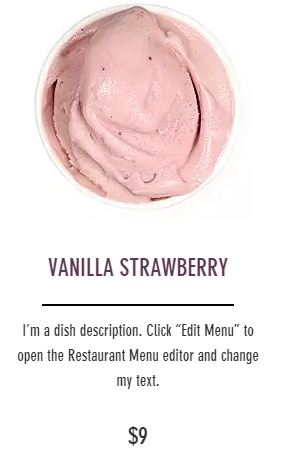 VANILLA STRAWBERRY
I'm a dish description. Click “Edit Menu” to
open the Restaurant Menu editor and change
my text.
$9